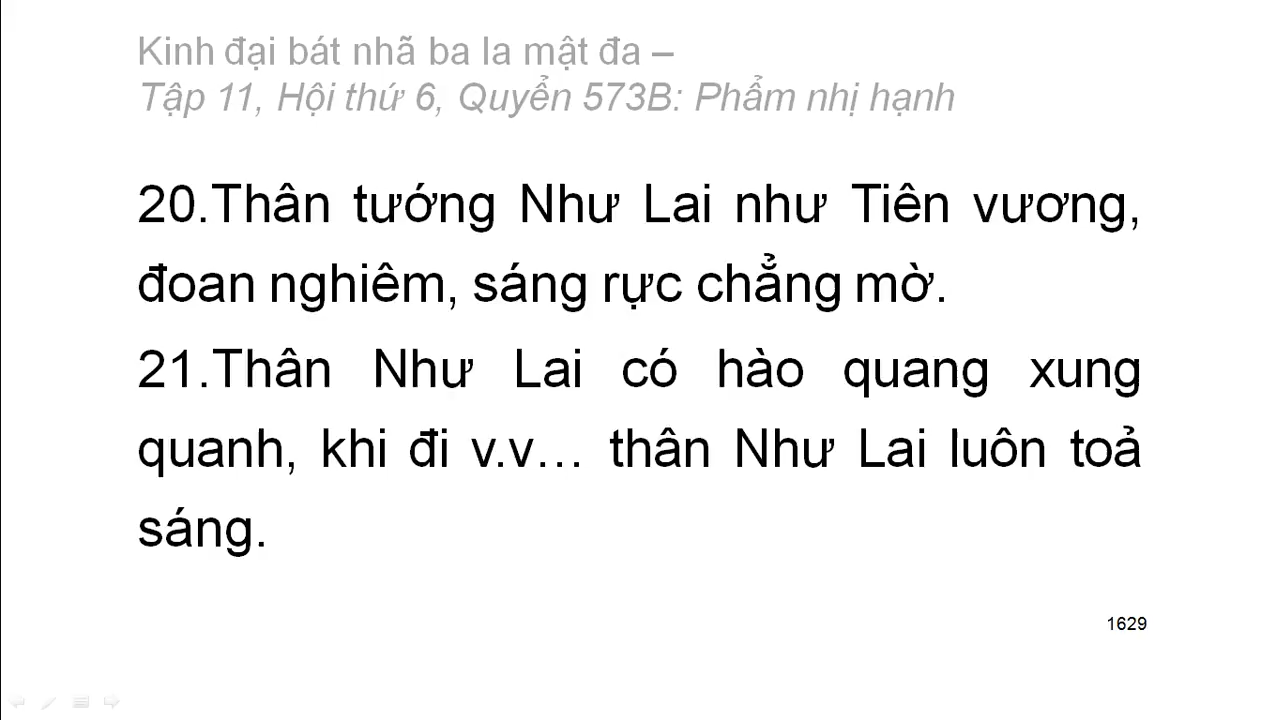 Kinh đại bát nhã ba la mật đa –
Tập 11, Hội thứ 6, Quyển 573B: Phẩm nhị hạnh
20.Thân tướng Như Lai như Tiên vương,
đoan nghiêm, sáng rực chẳng mờ.
21.Thân Như Lai có hào quang xung
quanh, khi đi v.v… thân Như Lai luôn toả
sáng.
1629